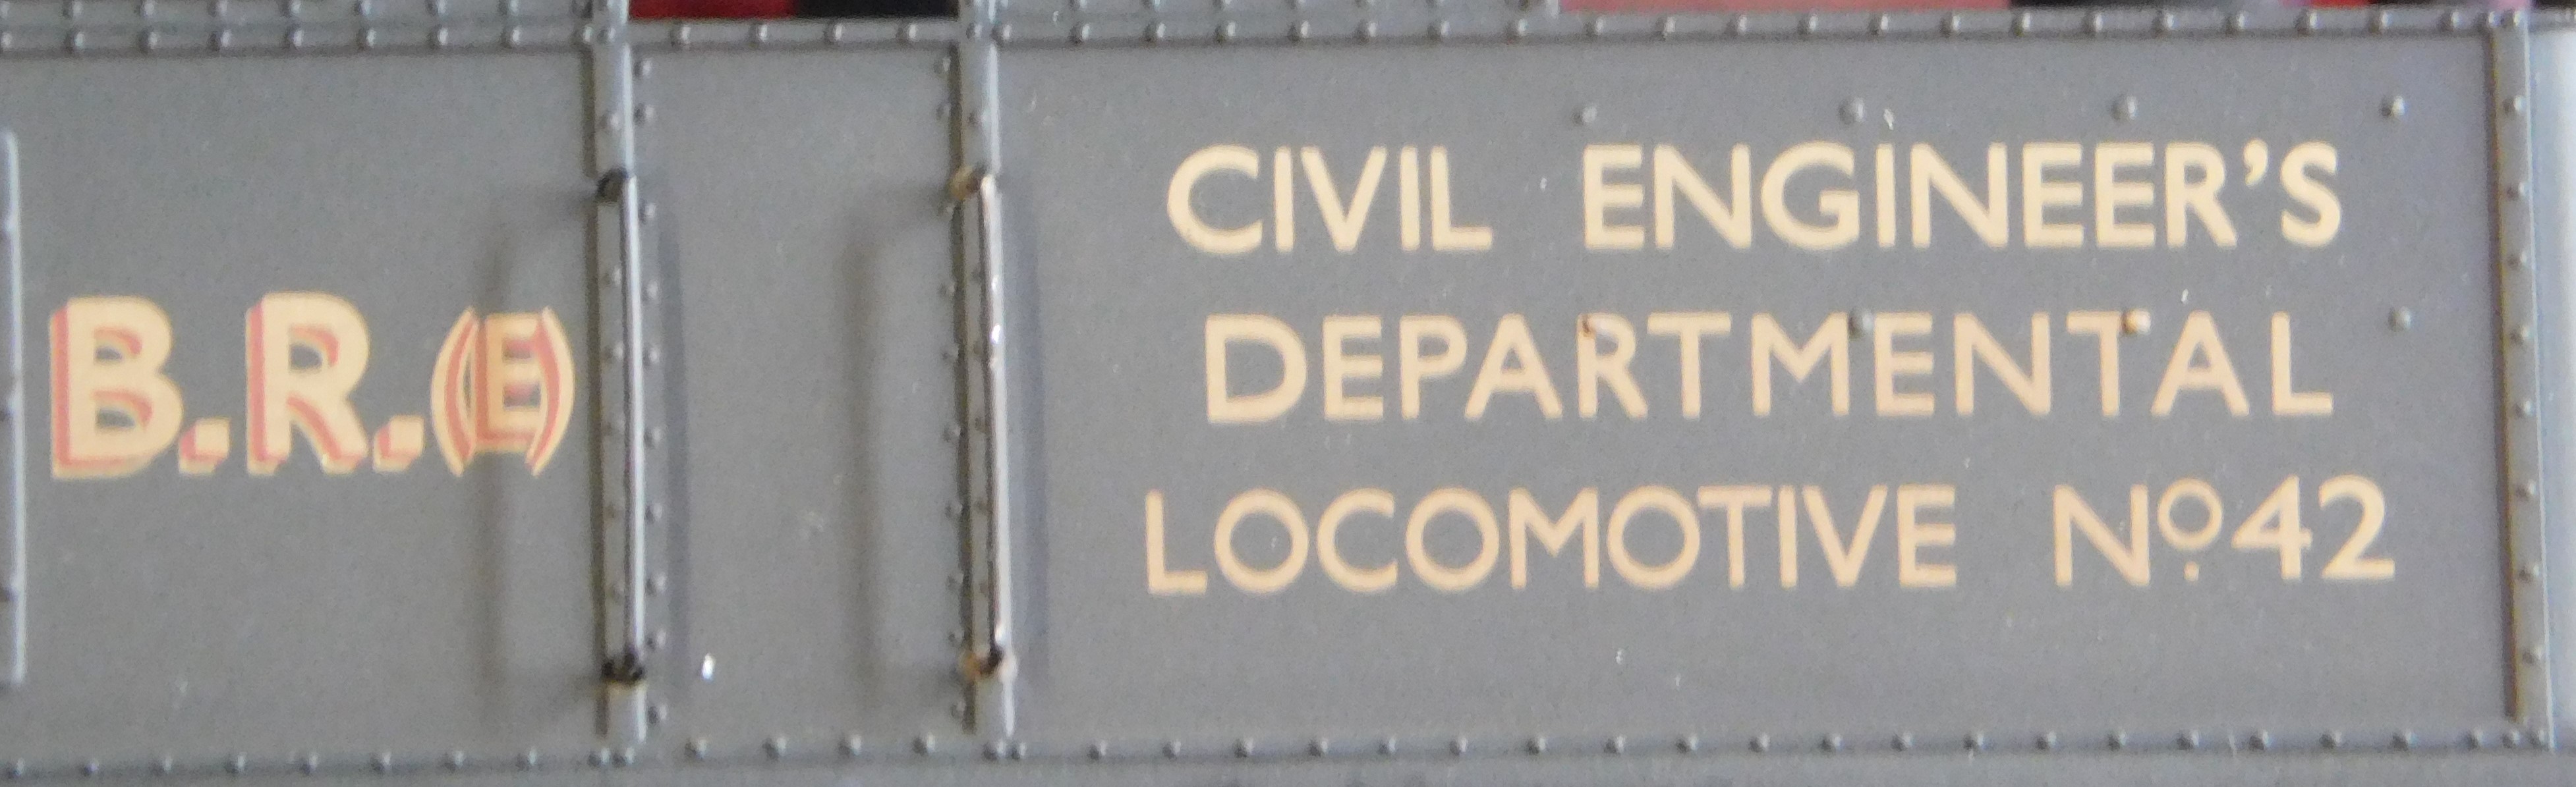 B.R.(E)
CIVIL ENGINEER'S
DEPARTMENTAL
LOCOMOTIVE Nº42